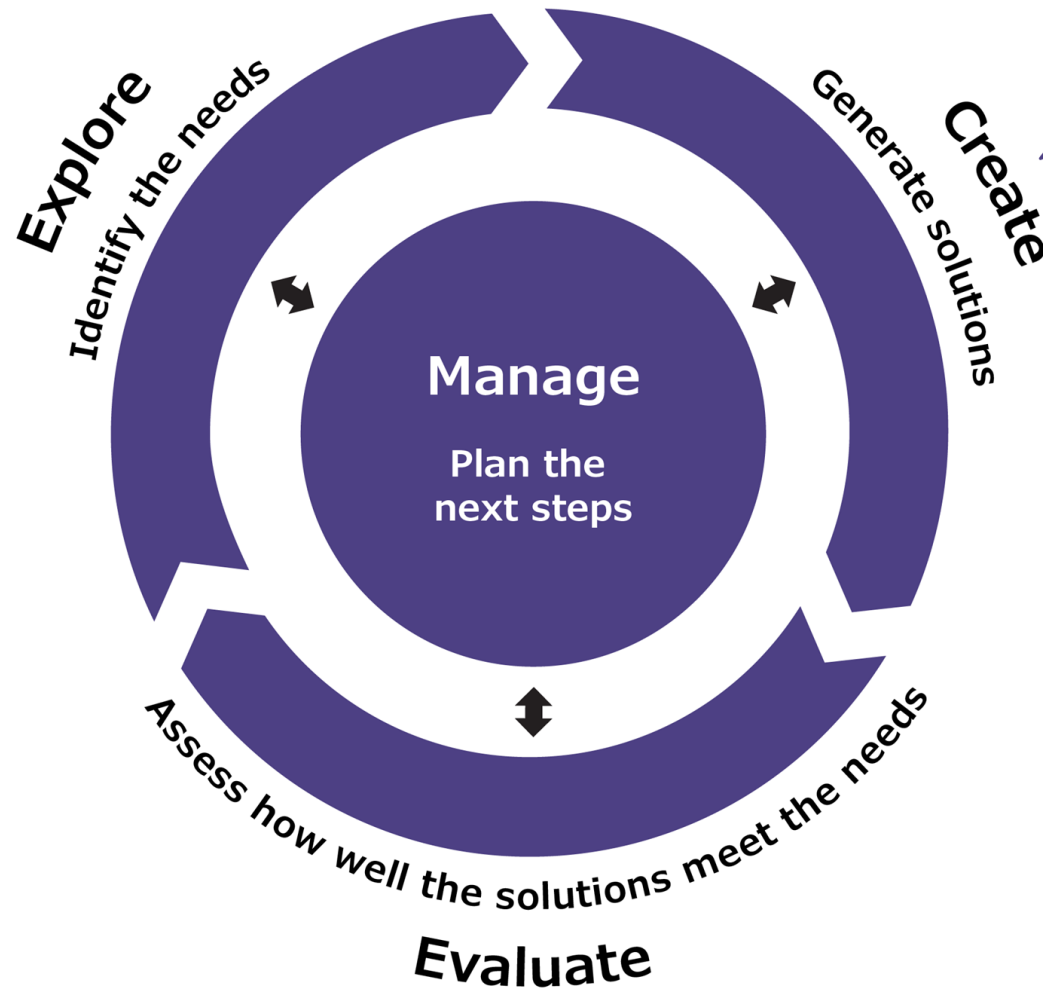 Explore
Identify the needs
Create
Generate solutions
Manage
Plan the
next steps
Assess how well the solutions meet the needs
Evaluate